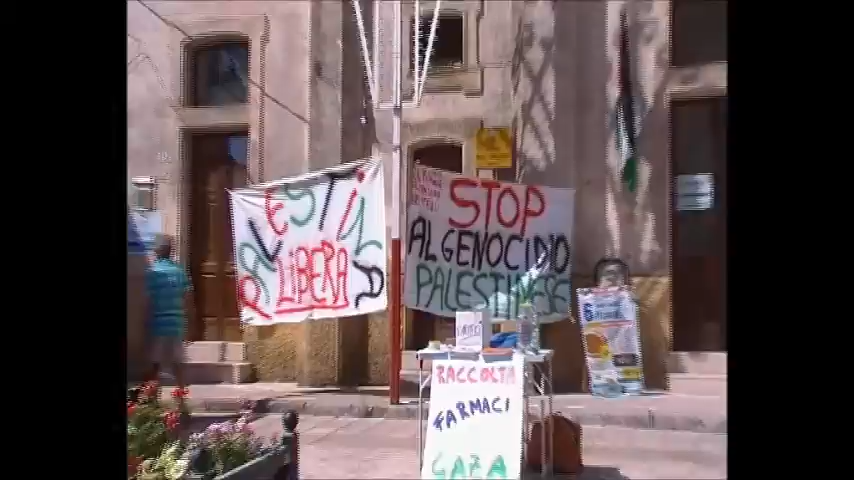 PALESTINA
LIBERA
STOP
AL GENOCIDIO
PALESTINESE
RACCOLTA
FARMACI
GAZA